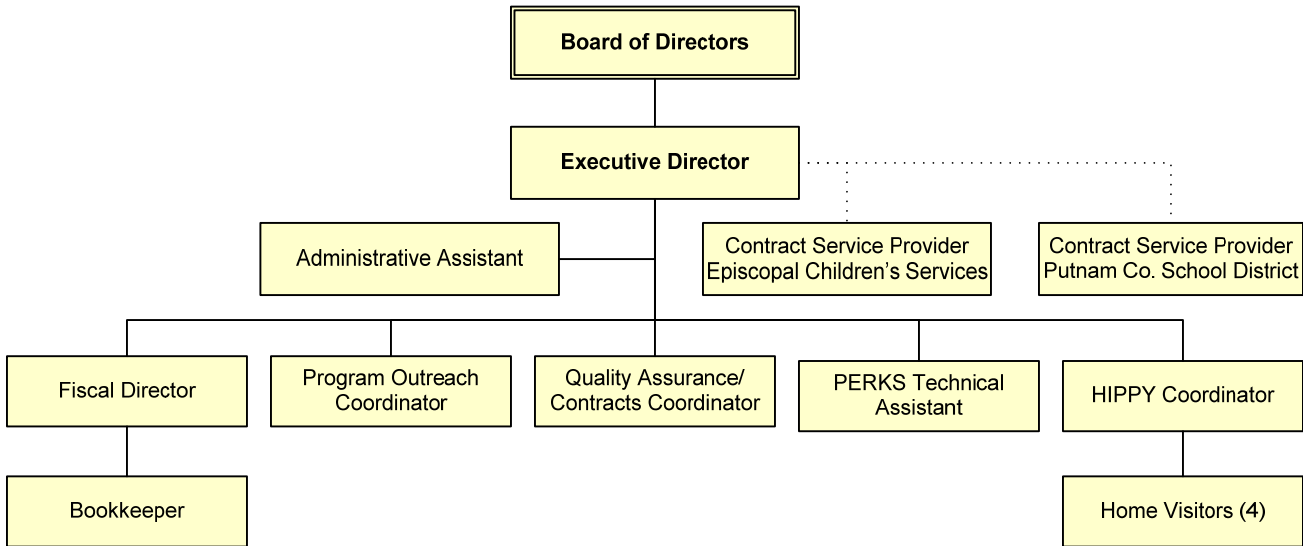 Board of Directors
Executive Director
Administrative Assistant
Contract Service Provider
Episcopal Children’s Services
Contract Service Provider
Putnam Co. School District
Fiscal Director
Program Outreach
Coordinator
Quality Assurance/
Contracts Coordinator
PERKS Technical
Assistant
HIPPY Coordinator
Bookkeeper
Home Visitors (4)